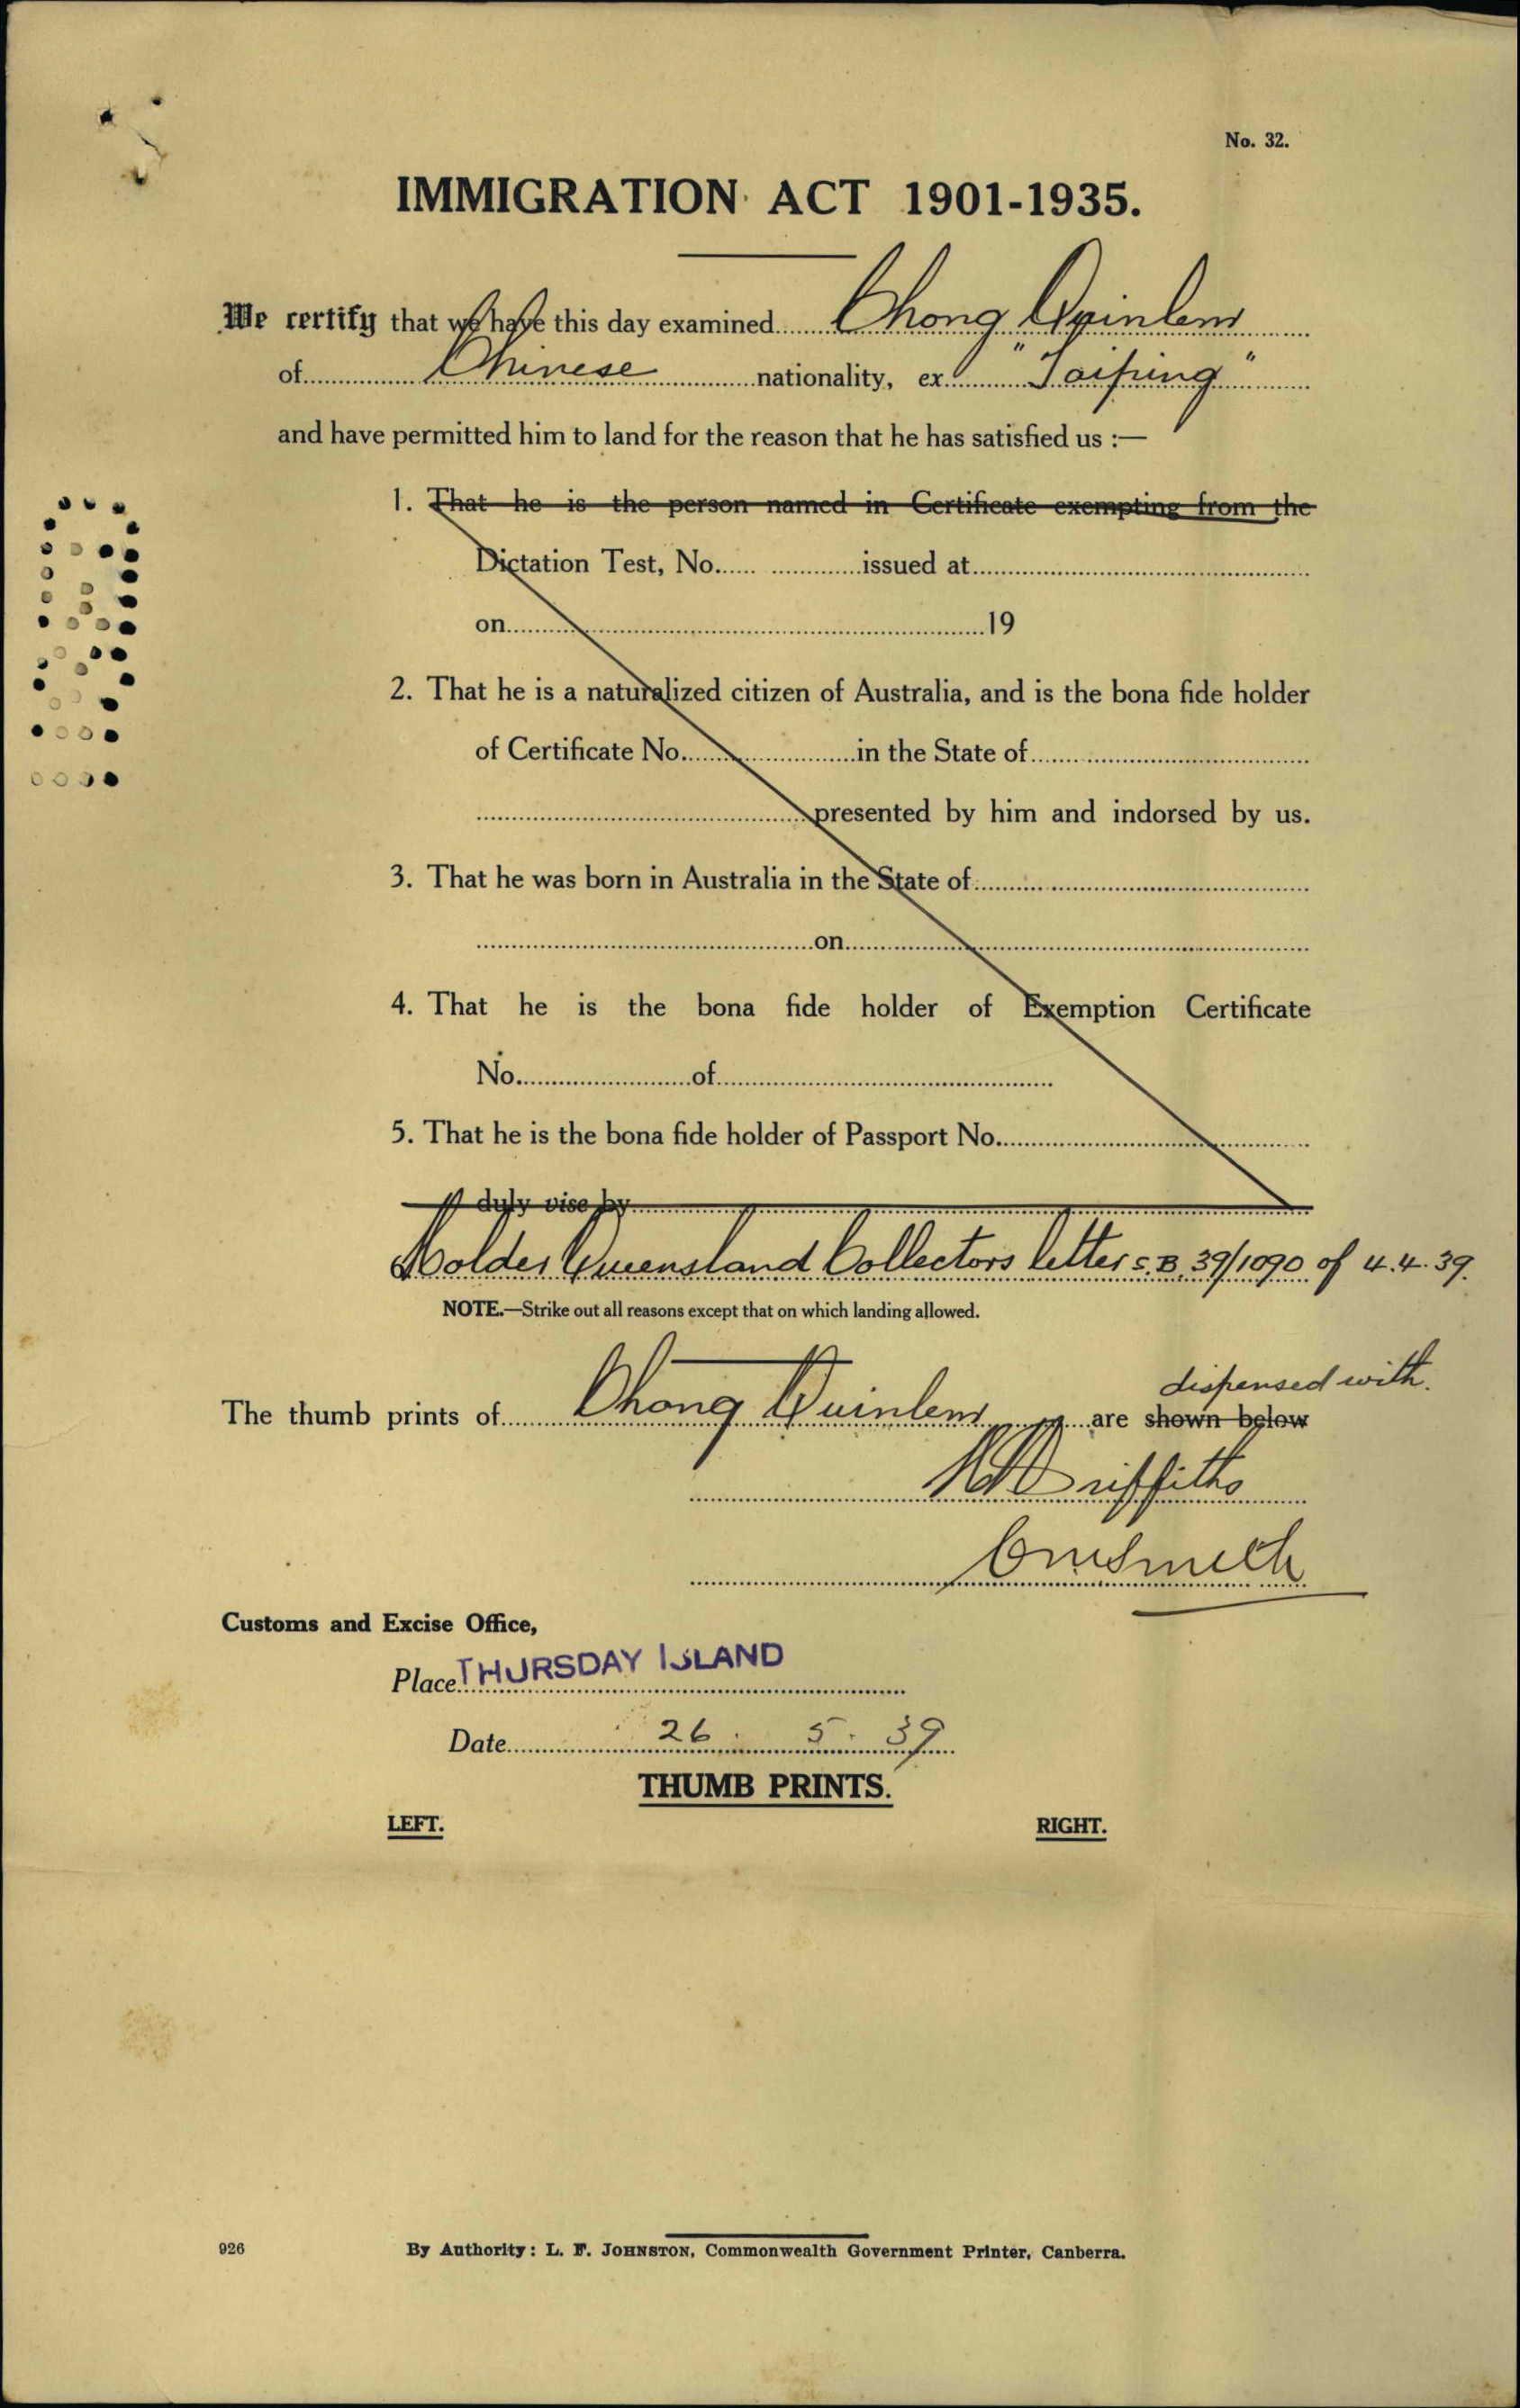 No. 32.
IMMIGRATION ACT 1901-1935.
We certify that we have this day examined Chong Quinlem
of Chinese nationality, ex "Taiping"
and have permitted him to land for the reason that he has satisfied us :—
1. That he is the person named in Certificate exempting from the
Dictation Test, No. issued at
on 19
2. That he is a naturalized citizen of Australia, and is the bona fide holder
of Certificate No. in the State of
presented by him and indorsed by us.
3. That he was born in Australia in the State of
on
4. That he is the bona fide holder of Exemption Certificate
No. of
5. That he is the bona fide holder of Passport No.
duly vise by
Holder Queensland Collectors letter S.B. 39/1090 of 4.4.39.
NOTE.—Strike out all reasons except that on which landing allowed.
dispensed with.
The thumb prints of Chong Quinlem are shown below
Griffiths
Smith
Customs and Excise Office,
Place THURSDAY ISLAND
Date 26. 5. 39
THUMB PRINTS.
LEFT. RIGHT.
926 By Authority: L. F. JOHNSTON, Commonwealth Government Printer, Canberra.